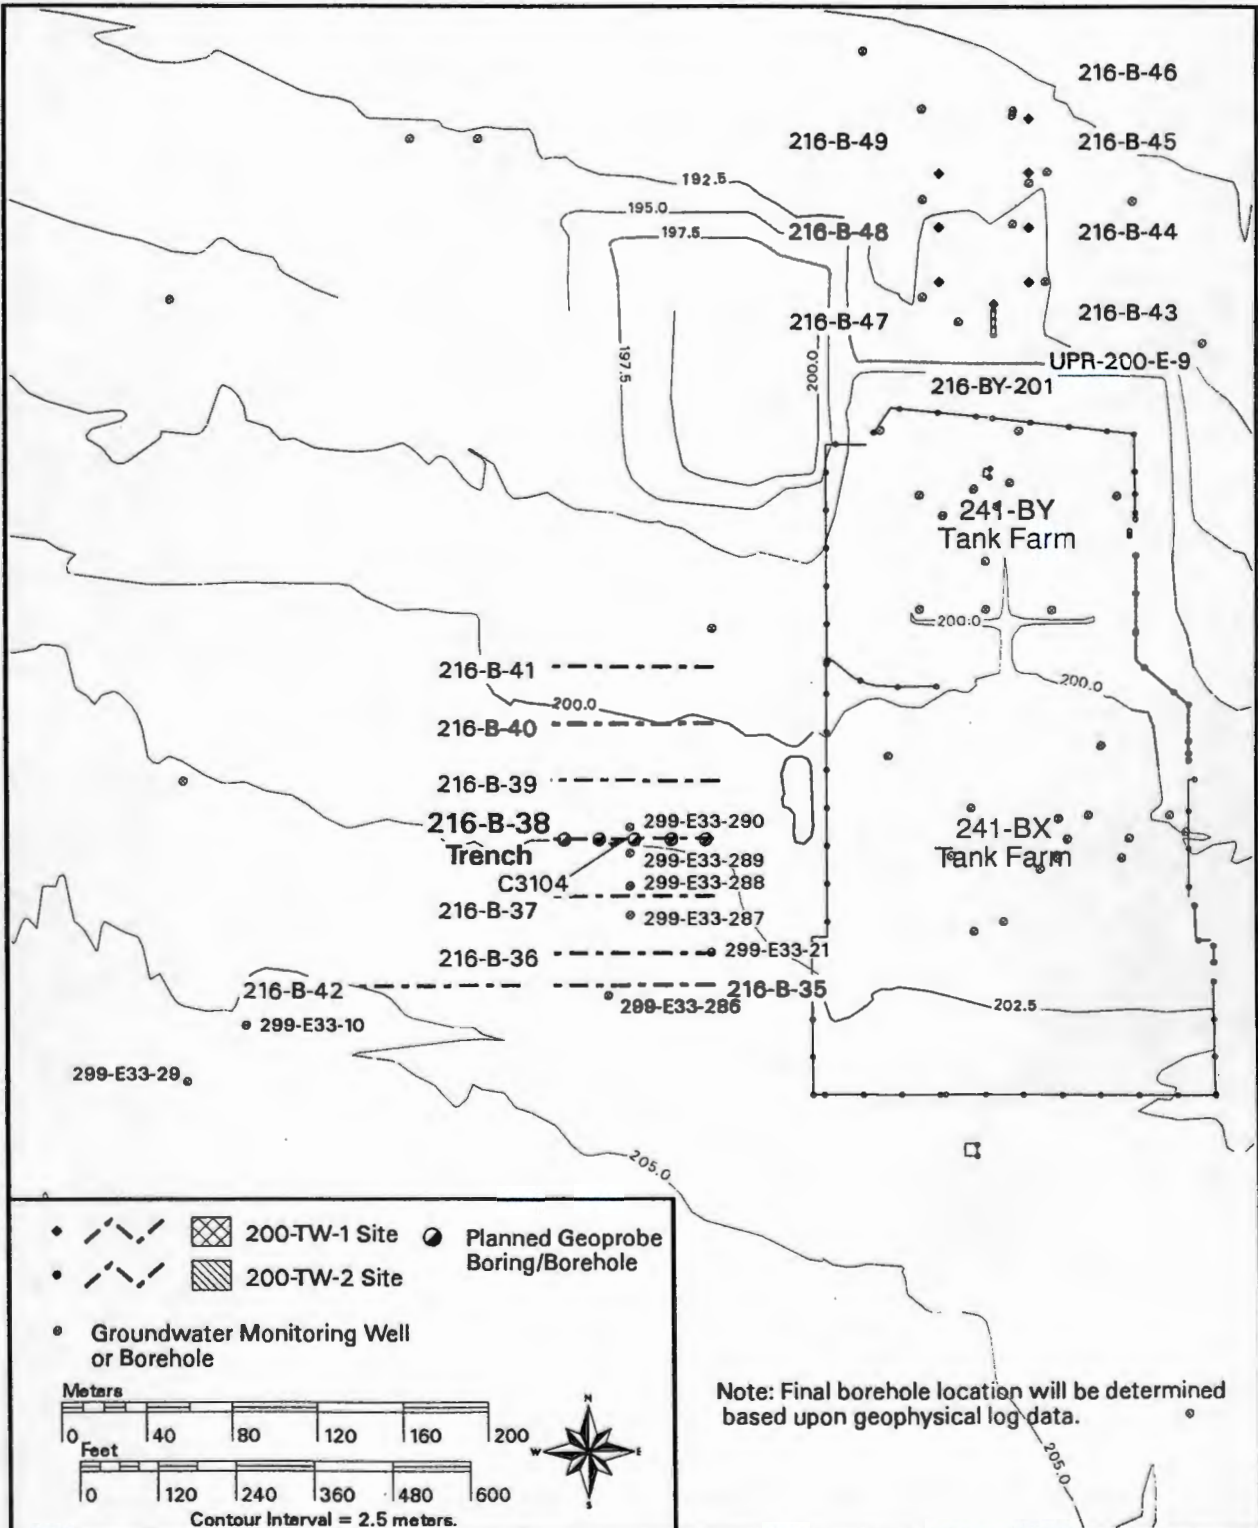 216-B-46
216-B-49
216-B-45
192.5
195.0
216-B-48
216-B-44
197.5
216-B-47
216-B-43
197.5
200.0
UPR-200-E-9
216-BY-201
241-BY
Tank Farm
200.0
216-B-41
200.0
200.0
216-B-40
216-B-39
216-B-38
Trench
299-E33-290
241-BX
Tank Farm
299-E33-289
C3104
299-E33-288
216-B-37
299-E33-287
216-B-36
299-E33-21
216-B-42
216-B-35
299-E33-286
202.5
299-E33-10
299-E33-29
205.0
200-TW-1 Site
Planned Geoprobe
Boring/Borehole
200-TW-2 Site
Groundwater Monitoring Well
or Borehole
Meters
0 40 80 120 160 200
Feet
0 120 240 360 480 600
Contour Interval = 2.5 meters.
N
W E
S
Note: Final borehole location will be determined
based upon geophysical log data.
205.0